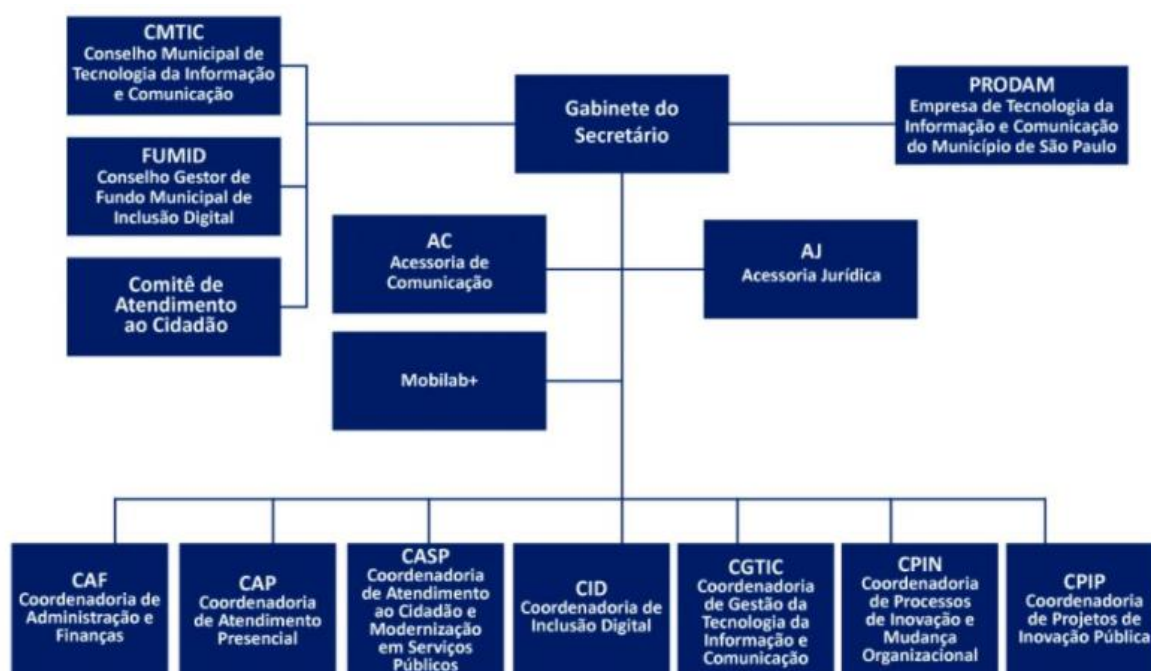 CMTIC
Conselho Municipal de
Tecnologia da Informação
e Comunicação
Gabinete do
Secretário
PRODAM
Empresa de Tecnologia da
Informação e Comunicação
do Município de São Paulo
FUMID
Conselho Gestor de
Fundo Municipal de
Inclusão Digital
Comitê de
Atendimento
ao Cidadão
AC
Acessoria de
Comunicação
AJ
Acessoria Jurídica
Mobilab+
CAF
Coordenadoria de
Administração e
Finanças
CAP
Coordenadoria
de Atendimento
Presencial
CASP
Coordenadoria
de Atendimento
ao Cidadão e
Modernização
em Serviços
Públicos
CID
Coordenadoria de
Inclusão Digital
CGTIC
Coordenadoria
de Gestão da
Tecnologia da
Informação e
Comunicação
CPIN
Coordenadoria
de Processos
de Inovação e
Mudança
Organizacional
CPIP
Coordenadoria
de Projetos de
Inovação Pública